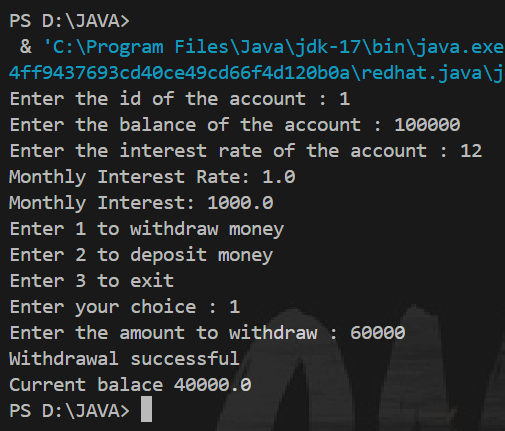 PS D:\JAVA>
& 'C:\Program Files\Java\jdk-17\bin\java.exe
4ff9437693cd40ce49cd66f4d120b0a\redhat.java\j
Enter the id of the account : 1
Enter the balance of the account : 100000
Enter the interest rate of the account : 12
Monthly Interest Rate: 1.0
Monthly Interest: 1000.0
Enter 1 to withdraw money
Enter 2 to deposit money
Enter 3 to exit
Enter your choice : 1
Enter the amount to withdraw : 60000
Withdrawal successful
Current balace 40000.0
PS D:\JAVA>